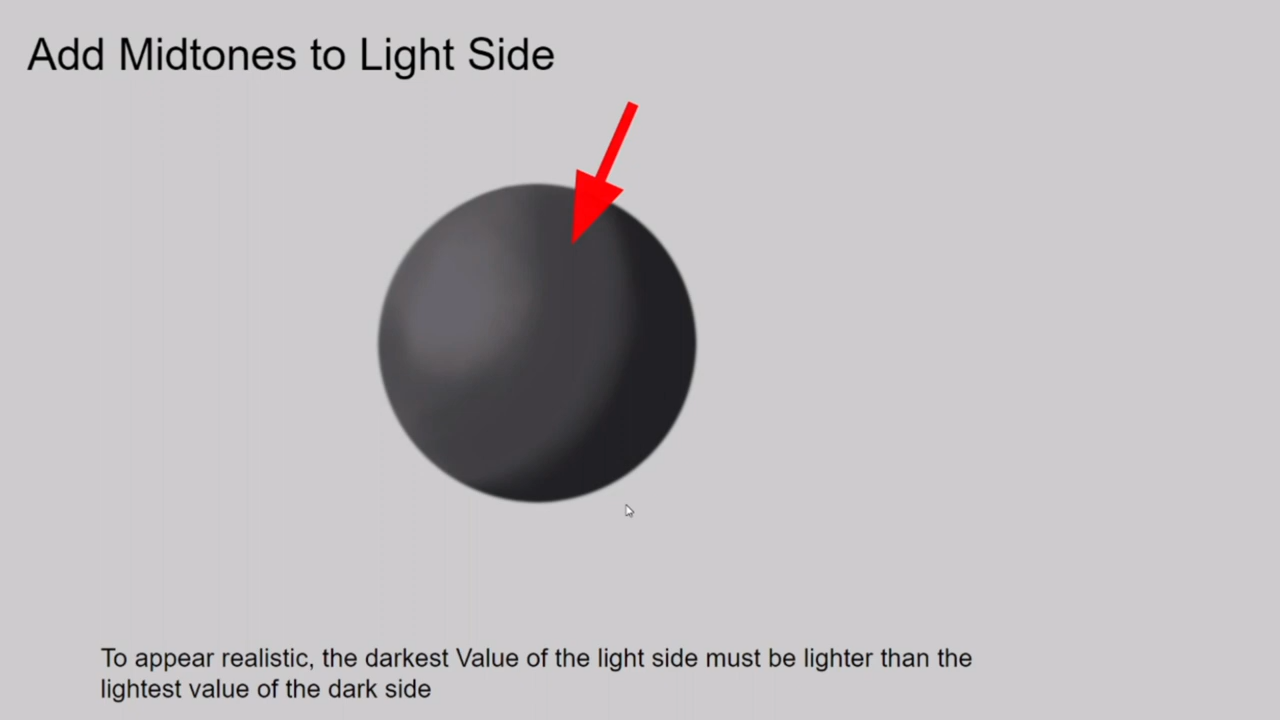 Add Midtones to Light Side
To appear realistic, the darkest Value of the light side must be lighter than the
lightest value of the dark side